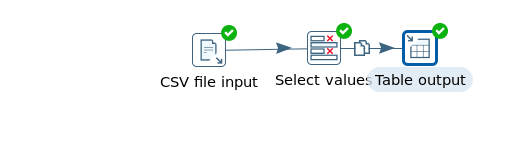 CSV file input
Select values
Table output